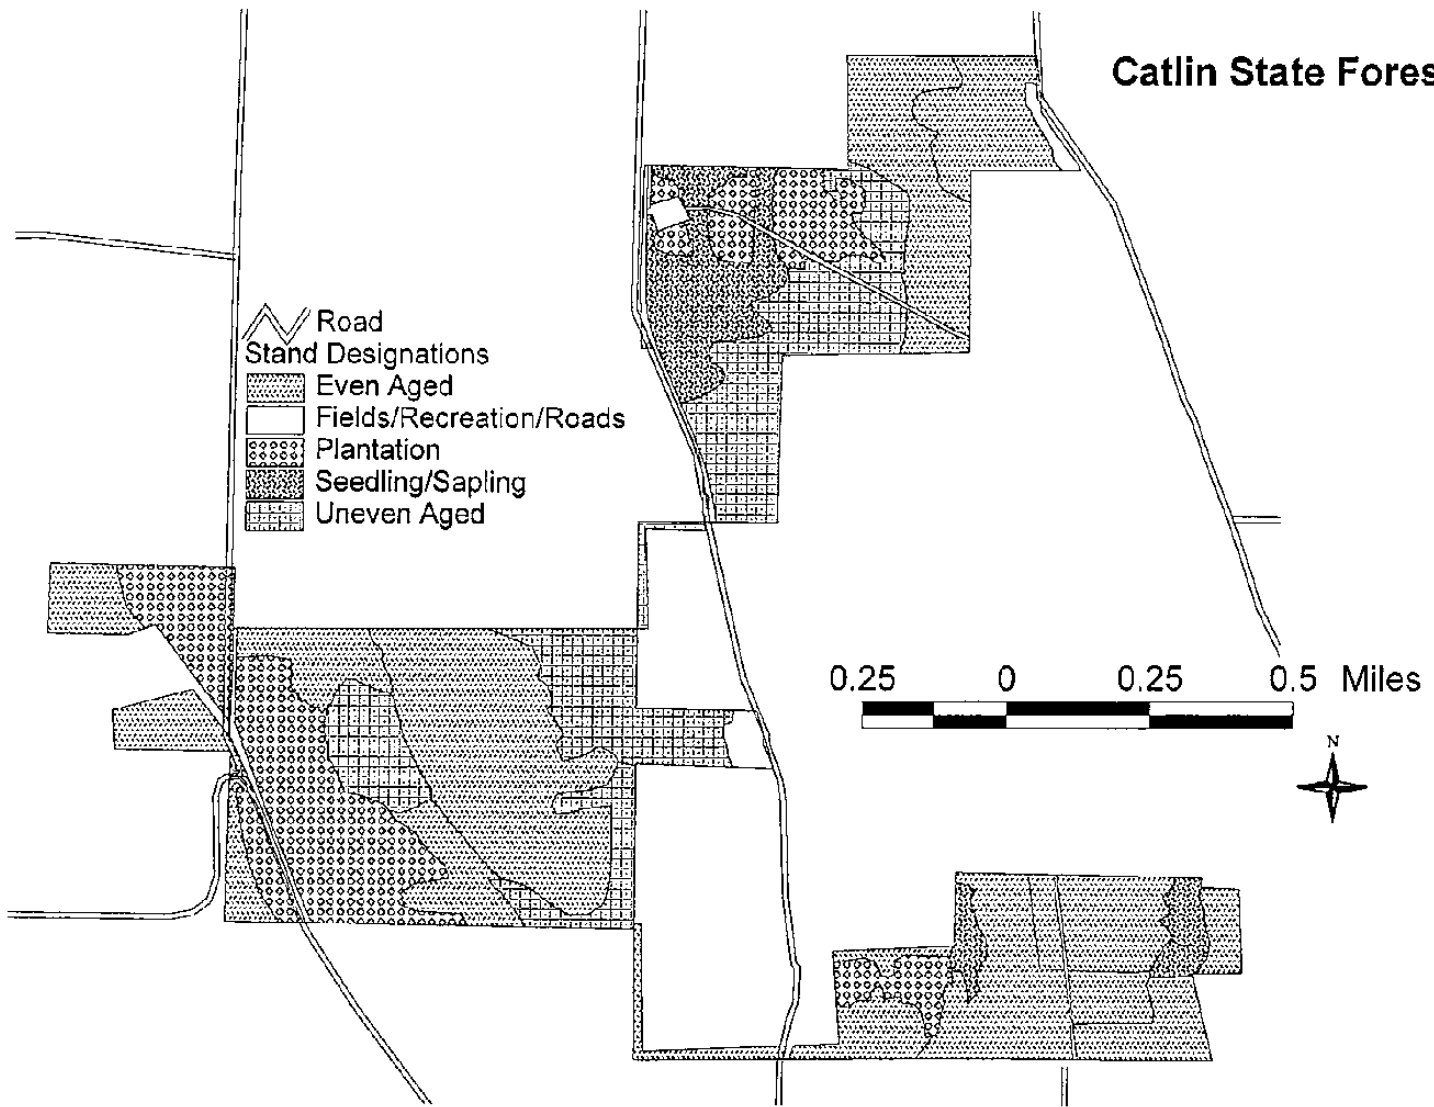 Catlin State Fores
Road
Stand Designations
Even Aged
Fields/Recreation/Roads
Plantation
Seedling/Sapling
Uneven Aged
0.25 0 0.25 0.5 Miles
N